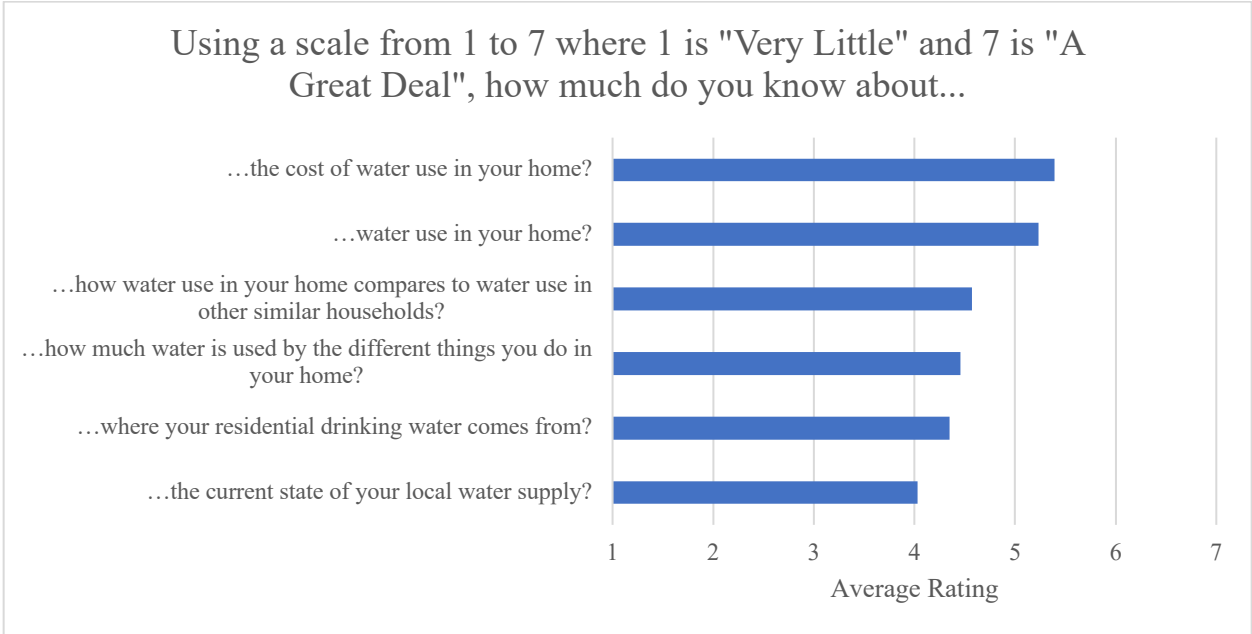 Using a scale from 1 to 7 where 1 is "Very Little" and 7 is "A
Great Deal", how much do you know about...
…the cost of water use in your home?
…water use in your home?
…how water use in your home compares to water use in
other similar households?
…how much water is used by the different things you do in
your home?
…where your residential drinking water comes from?
…the current state of your local water supply?
1 2 3 4 5 6 7
Average Rating